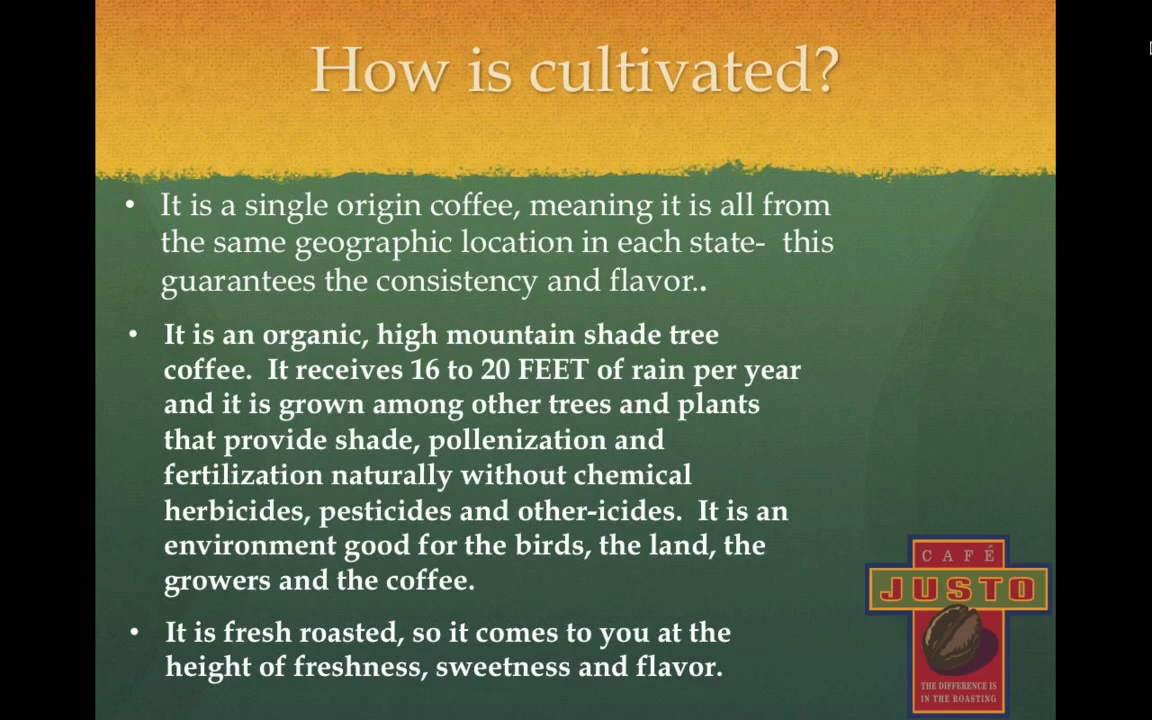 How is cultivated?
• It is a single origin coffee, meaning it is all from
the same geographic location in each state-  this
guarantees the consistency and flavor..
• It is an organic, high mountain shade tree
coffee.  It receives 16 to 20 FEET of rain per year
and it is grown among other trees and plants
that provide shade, pollenization and
fertilization naturally without chemical
herbicides, pesticides and other-icides.  It is an
environment good for the birds, the land, the
growers and the coffee.
• It is fresh roasted, so it comes to you at the
height of freshness, sweetness and flavor.
CAFÉ
JUSTO
THE DIFFERENCE IS
IN THE ROASTING